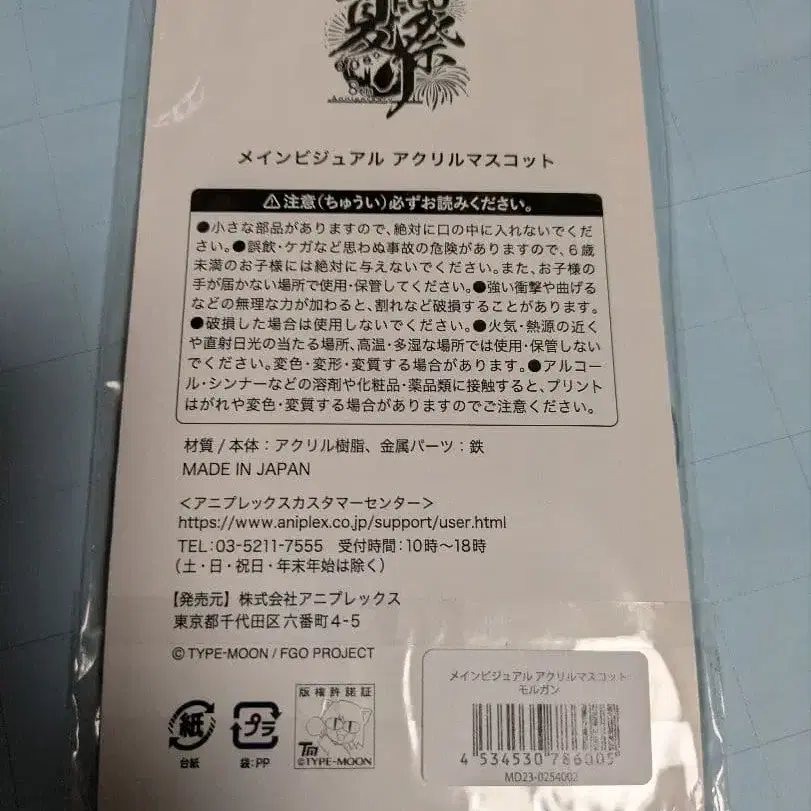 夏祭
メインビジュアル アクリルマスコット
⚠注意(ちゅうい)必ずお読みください。
●小さな部品がありますので、絶対に口の中に入れないでくだ
さい。●誤飲・ケガなど思わぬ事故の危険がありますので、6歳
未満のお子様には絶対に与えないでください。また、お子様の
手が届かない場所で使用・保管してください。●強い衝撃や曲げる
などの無理な力が加わると、割れなど破損することがあります。
●破損した場合は使用しないでください。●火気・熱源の近く
や直射日光の当たる場所、高温・多湿な場所では使用・保管しない
でください。変色・変形・変質する場合があります。●アルコー
ル・シンナーなどの溶剤や化粧品・薬品類に接触すると、プリント
はがれや変色・変質する場合がありますのでご注意ください。
材質/本体:アクリル樹脂、金属パーツ:鉄
MADE IN JAPAN
<アニプレックスカスタマーセンター>
https://www.aniplex.co.jp/support/user.html
TEL:03-5211-7555 受付時間:10時〜18時
(土・日・祝日・年末年始は除く)
【発売元】株式会社アニプレックス
東京都千代田区六番町4-5
©TYPE-MOON / FGO PROJECT
メインビジュアル アクリルマスコット
モルガン
4 534530 786005
MD23-0254002
版権許諾証
紙
プラ
TM
©TYPE-MOON
台紙
袋:PP